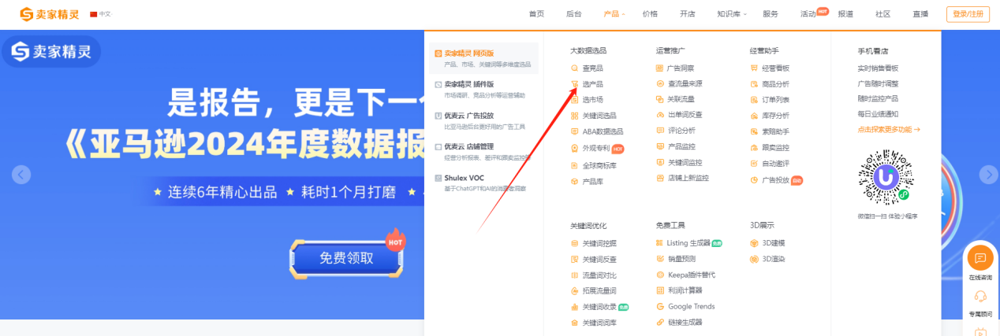 卖家精灵
中文
首页
后台
产品
价格
开店
知识库
服务
活动
HOT
报道
社区
直播
登录/注册
卖家精灵
是报告，更是下一
《亚马逊2024年度数据报
连续6年精心出品
耗时1个月打磨
免费领取
HOT
卖家精灵 网页版
产品、市场、关键词等多维度选品
卖家精灵 插件版
市场调研、竞品分析等运营辅助
优麦云 广告投放
比亚马逊后台更好用的广告工具
优麦云 店铺管理
经营分析报表、差评和跟卖监控等
Shulex VOC
基于ChatGPT和AI的消费者洞察
大数据选品
查竞品
选产品
选市场
关键词选品
ABA数据选品
外观专利
HOT
全球商标库
产品库
运营推广
广告洞察
查流量来源
关联流量
出单词反查
评论分析
产品监控
关键词监控
店铺上新监控
经营助手
经营看板
商品分析
订单列表
库存分析
索赔助手
跟卖监控
自动邀评
广告投放
手机看店
实时销售看板
广告随时调整
随时监控产品
每日业绩通知
点击探索更多功能 →
微信扫一扫 体验小程序
关键词优化
关键词挖掘
关键词反查
流量词对比
拓展流量词
关键词收录
免费
关键词词库
免费工具
Listing 生成器
免费
销量预测
Keepa插件替代
利润计算器
Google Trends
链接生成器
3D展示
3D建模
3D渲染
在线咨询
专属顾问